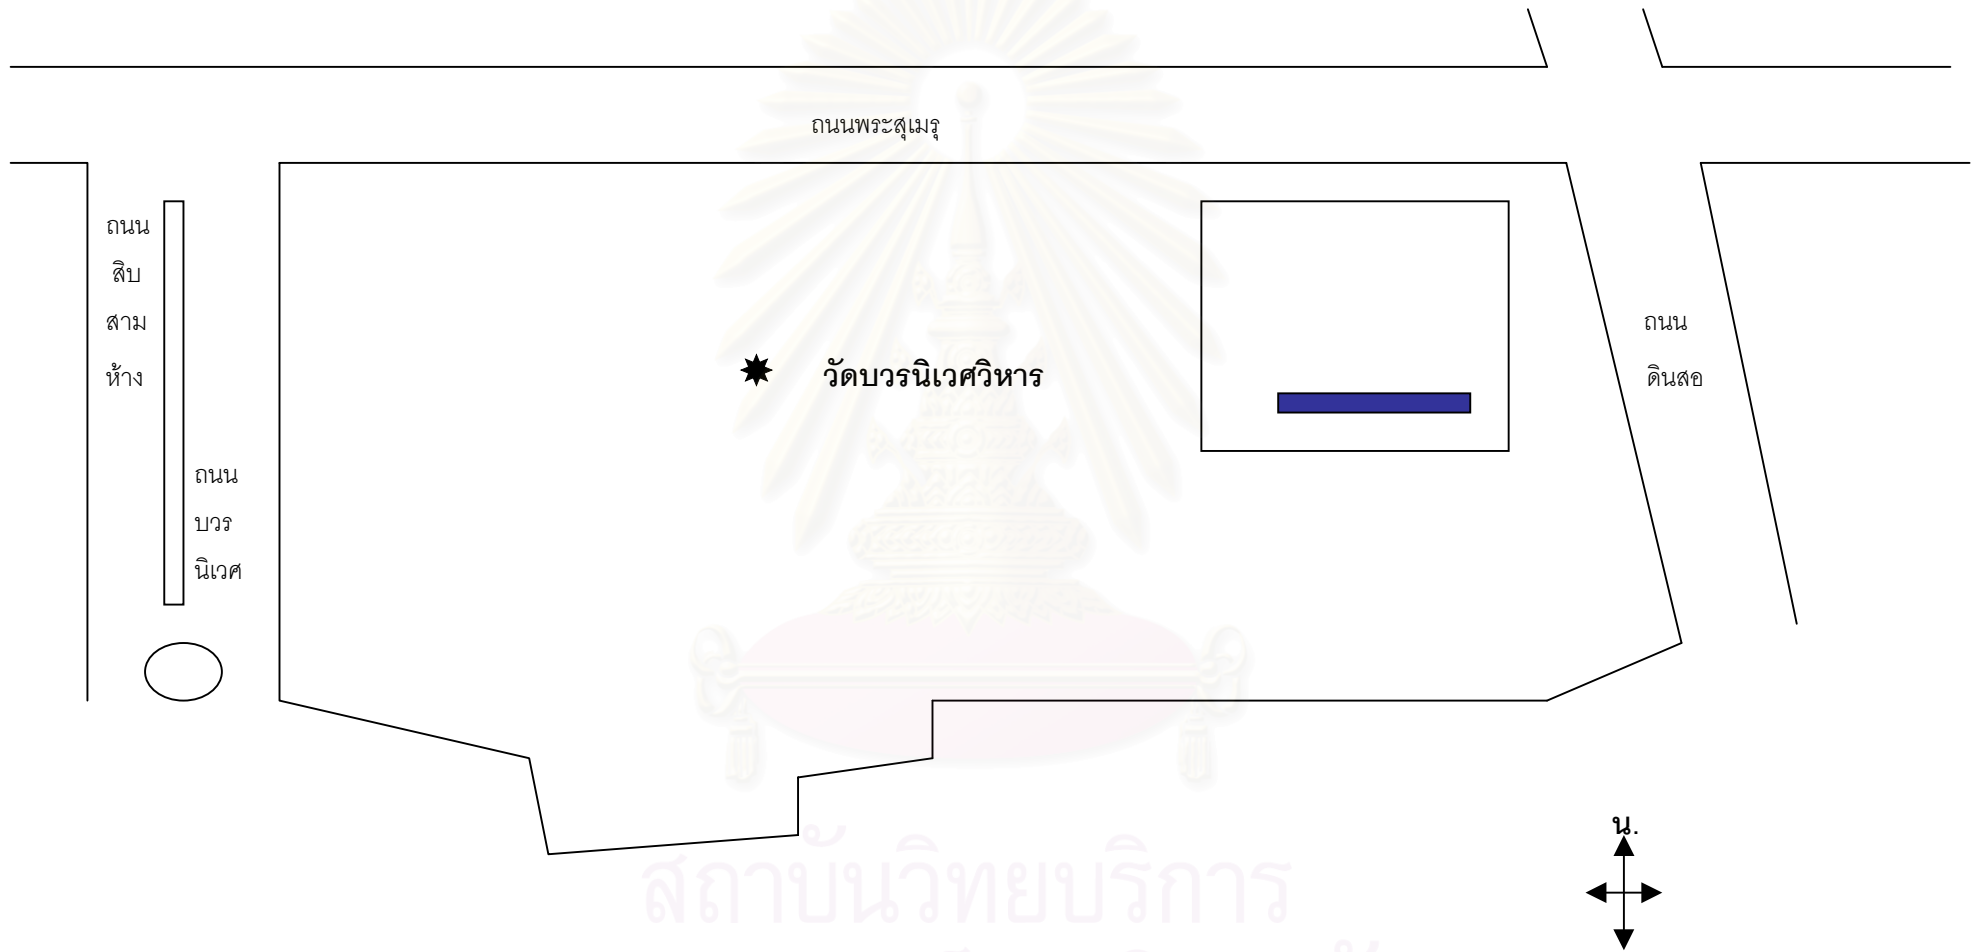 ถนนพระสุเมรุ
ถนน
สิบ
สาม
ห้าง
ถนน
บวร
นิเวศ
วัดบวรนิเวศวิหาร
ถนน
ดินสอ
น.
สถาบันวิทยบริการ